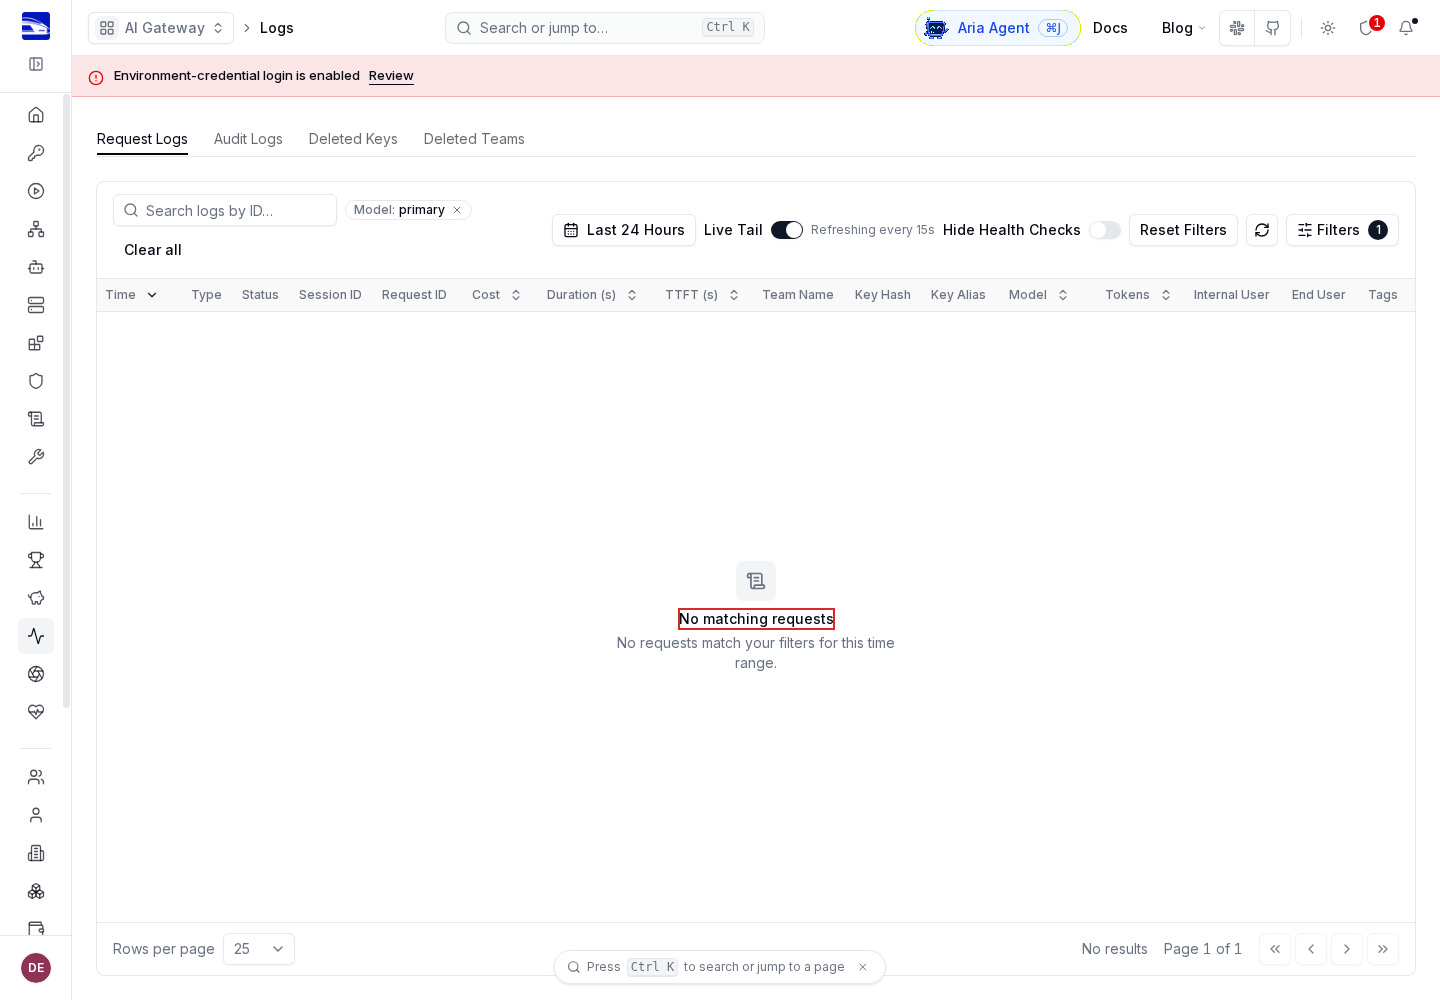 AI Gateway
Logs
Search or jump to…
Ctrl K
Aria Agent
⌘J
Docs
Blog
1
Environment-credential login is enabled Review
Request Logs
Audit Logs
Deleted Keys
Deleted Teams
Search logs by ID…
Model: primary
Clear all
Last 24 Hours
Live Tail
Refreshing every 15s
Hide Health Checks
Reset Filters
Filters 1
Time Type Status Session ID Request ID Cost Duration (s) TTFT (s) Team Name Key Hash Key Alias Model Tokens Internal User End User Tags
No matching requests
No requests match your filters for this time
range.
Rows per page 25
No results Page 1 of 1
Press Ctrl K to search or jump to a page
DE